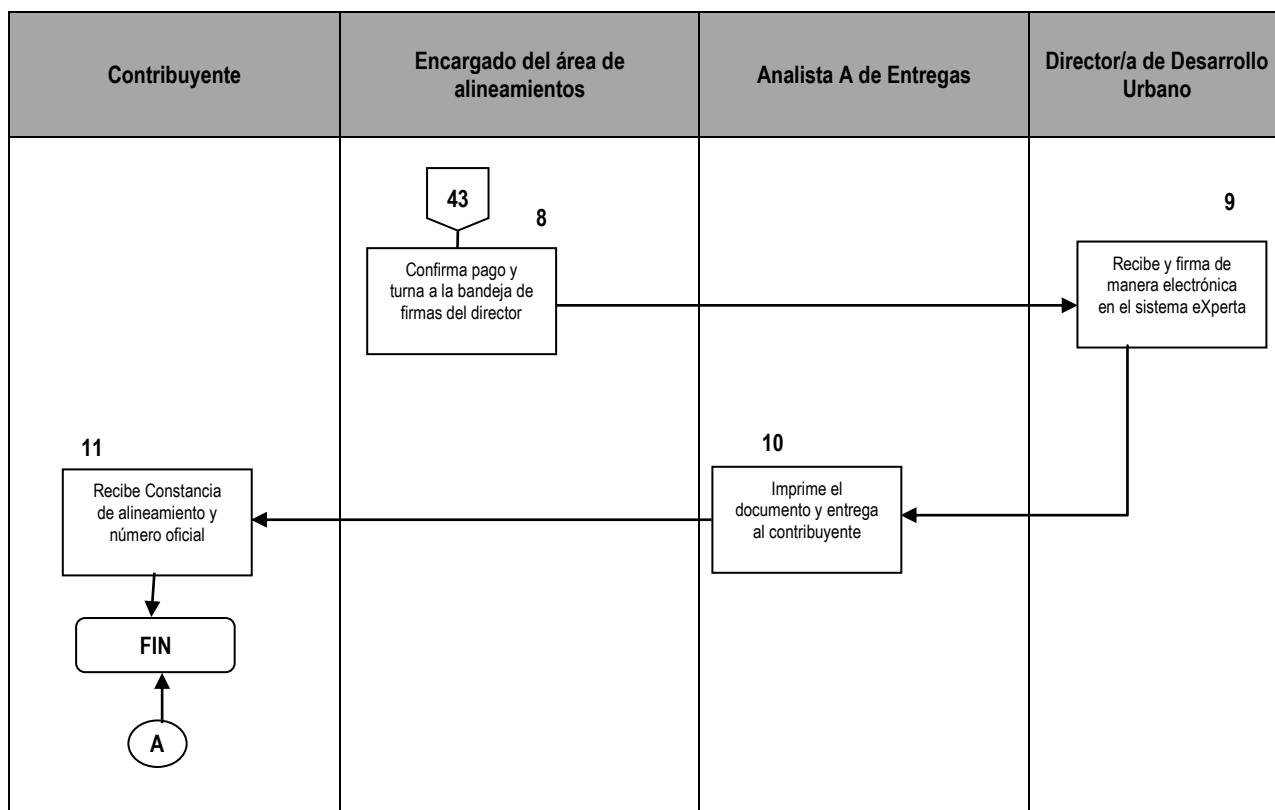 Contribuyente
Encargado del área de
alineamientos
Analista A de Entregas
Director/a de Desarrollo
Urbano
43
8
Confirma pago y
turna a la bandeja de
firmas del director
9
Recibe y firma de
manera electrónica
en el sistema eXperta
10
Imprime el
documento y entrega
al contribuyente
11
Recibe Constancia
de alineamiento y
número oficial
FIN
A